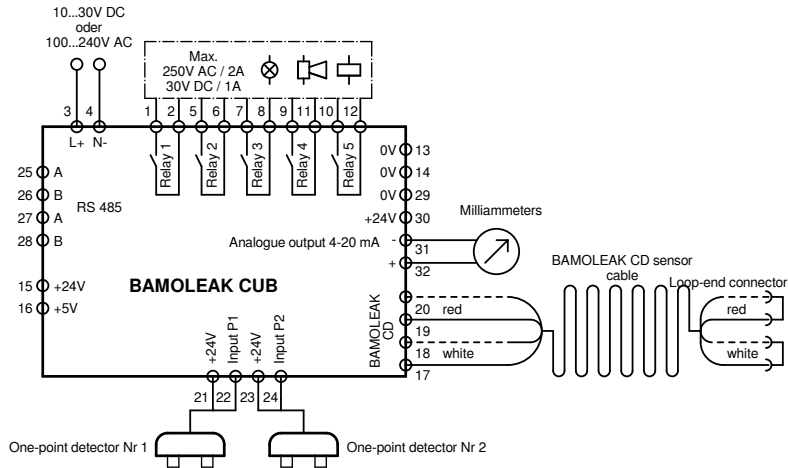 10...30V DC
oder
100...240V AC
Max.
250V AC / 2A
30V DC / 1A
3 4 1 2 5 6 7 8 9 11 10 12
L+ N-
Relay 1
Relay 2
Relay 3
Relay 4
Relay 5
0V 13
0V 14
0V 29
+24V 30
25 A
26 B
27 A
28 B
RS 485
15 +24V
16 +5V
Milliammeters
Analogue output 4-20 mA
- 31
+ 32
BAMOLEAK CUB
BAMOLEAK CD sensor
cable
Loop-end connector
BAMOLEAK
CD
20 red
19
18 white
17
red
white
+24V
Input P1
+24V
Input P2
21 22 23 24
One-point detector Nr 1
One-point detector Nr 2